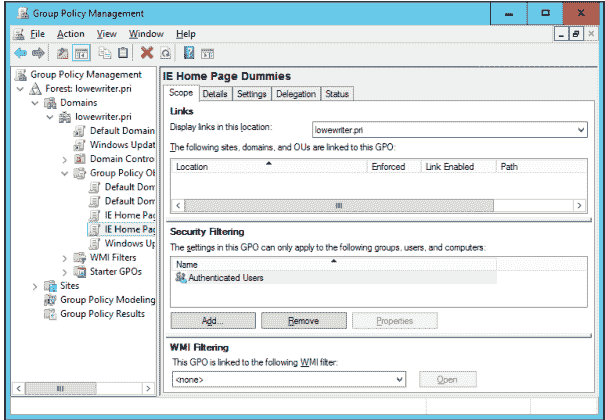 Group Policy Management
File Action View Window Help
Group Policy Management
Forest: lowewriter.pri
Domains
lowewriter.pri
Default Domain
Windows Updat
Domain Contro
Group Policy Ob
Default Dom
Default Dom
IE Home Pag
IE Home Pag
Windows Up
WMI Filters
Starter GPOs
Sites
Group Policy Modeling
Group Policy Results
IE Home Page Dummies
Scope Details Settings Delegation Status
Links
Display links in this location: lowewriter.pri
The following sites, domains, and OUs are linked to this GPO:
Location Enforced Link Enabled Path
Security Filtering
The settings in this GPO can only apply to the following groups, users, and computers:
Name
Authenticated Users
Add... Remove Properties
WMI Filtering
This GPO is linked to the following WMI filter:
<none> Open